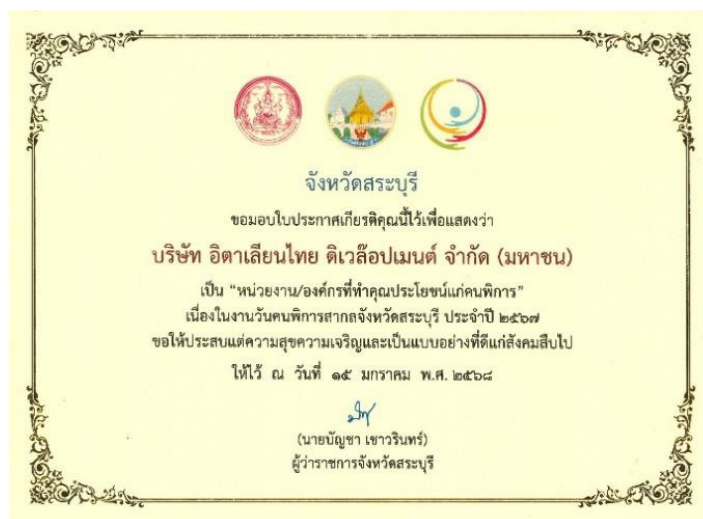 จังหวัดสระบุรี
ขอมอบใบประกาศเกียรติคุณนี้ไว้เพื่อแสดงว่า
บริษัท อิตาเลียนไทย ดิเวล๊อปเมนต์ จำกัด (มหาชน)
เป็น “หน่วยงาน/องค์กรที่ทำคุณประโยชน์แก่คนพิการ”
เนื่องในงานวันคนพิการสากลจังหวัดสระบุรี ประจำปี ๒๕๖๗
ขอให้ประสบแต่ความสุขความเจริญและเป็นแบบอย่างที่ดีแก่สังคมสืบไป
ให้ไว้ ณ วันที่ ๑๕ มกราคม พ.ศ. ๒๕๖๘
(นายบัญชา เชาวรินทร์)
ผู้ว่าราชการจังหวัดสระบุรี